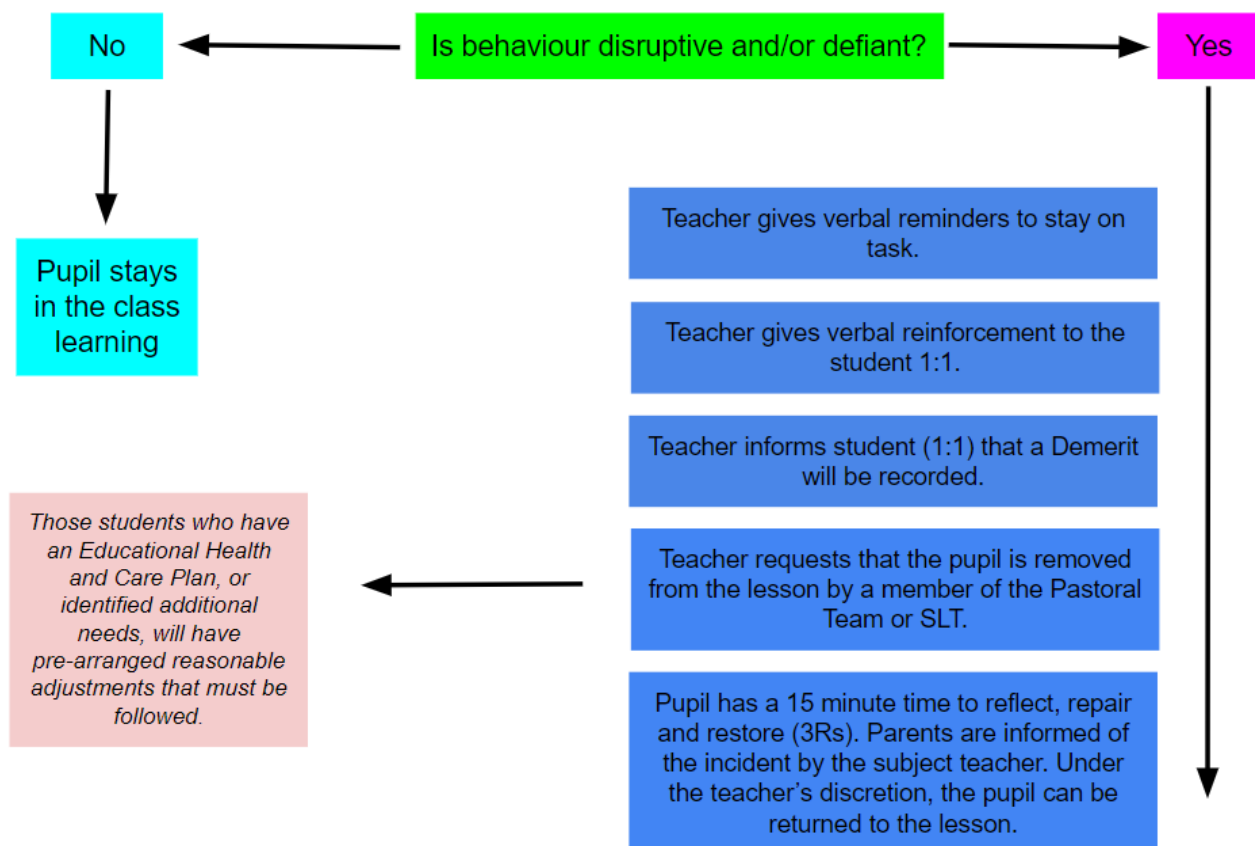 No
Is behaviour disruptive and/or defiant?
Yes
Pupil stays
in the class
learning
Teacher gives verbal reminders to stay on
task.
Teacher gives verbal reinforcement to the
student 1:1.
Teacher informs student (1:1) that a Demerit
will be recorded.
Teacher requests that the pupil is removed
from the lesson by a member of the Pastoral
Team or SLT.
Those students who have
an Educational Health
and Care Plan, or
identified additional
needs, will have
pre-arranged reasonable
adjustments that must be
followed.
Pupil has a 15 minute time to reflect, repair
and restore (3Rs). Parents are informed of
the incident by the subject teacher. Under
the teacher’s discretion, the pupil can be
returned to the lesson.